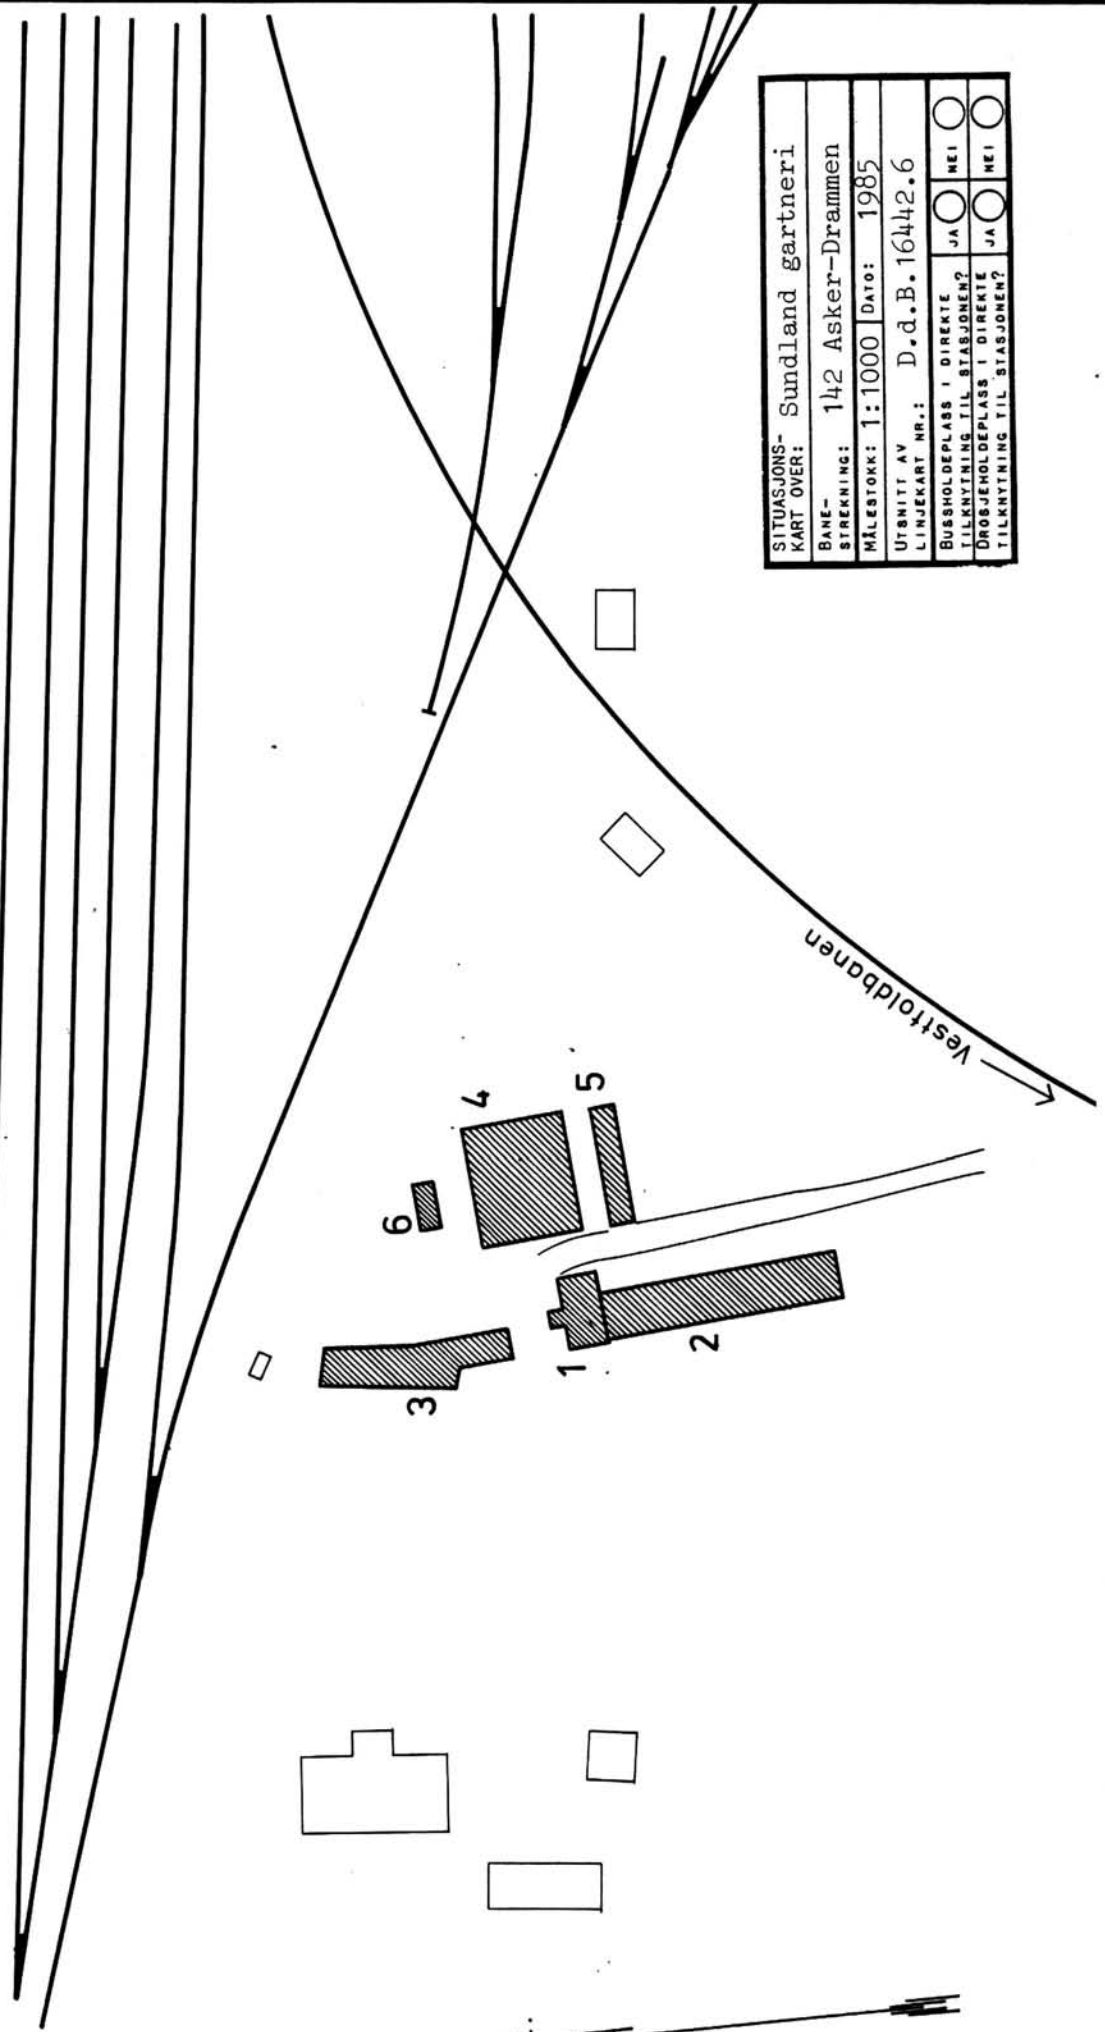 SITUASJONS-
KART OVER: Sundland gartneri
BANE-
STREKNING: 142 Asker-Drammen
MÅLESTOKK: 1:1000 DATO: 1985
UTSNITT AV
LINJEKART NR.: D.d.B.16442.6
BUSSHOLDEPLASS I DIREKTE
TILKNYTNING TIL STASJONEN? JA NEI
DROSJEHOLDEPLASS I DIREKTE
TILKNYTNING TIL STASJONEN? JA NEI
Vestfoldbanen
6
4
5
3
1
2